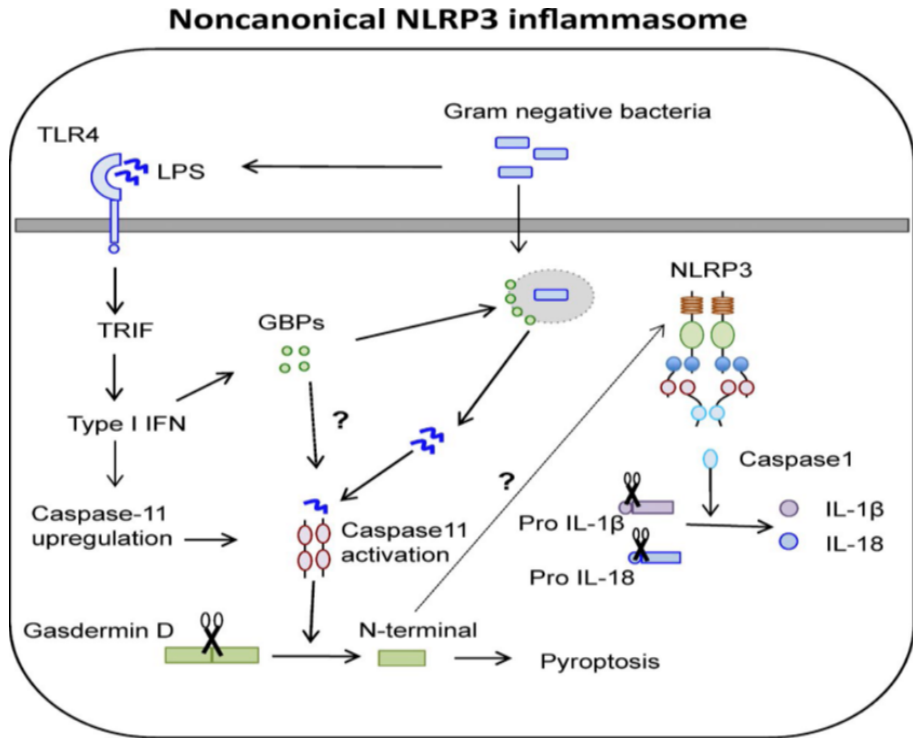 Noncanonical NLRP3 inflammasome
Gram negative bacteria
TLR4
LPS
NLRP3
TRIF
GBPs
Type I IFN
?
?
Caspase-11
upregulation
Caspase11
activation
Caspase1
Pro IL-1β
IL-1β
IL-18
Pro IL-18
Gasdermin D
N-terminal
Pyroptosis